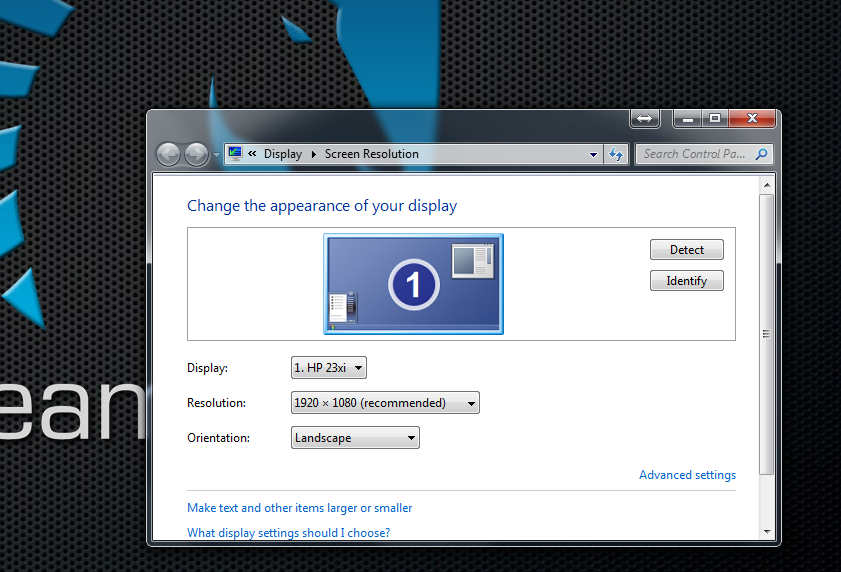 « Display ▸ Screen Resolution
Search Control Pa...
Change the appearance of your display
1
Detect
Identify
Display: 1. HP 23xi
Resolution: 1920 × 1080 (recommended)
Orientation: Landscape
Advanced settings
Make text and other items larger or smaller
What display settings should I choose?
ean